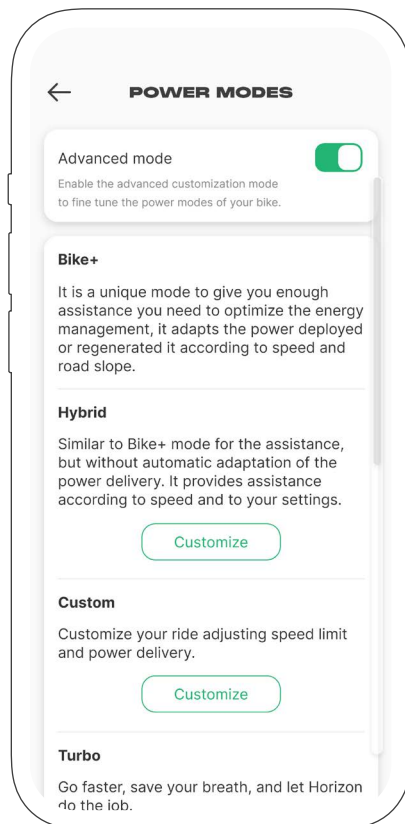 POWER MODES
Advanced mode
Enable the advanced customization mode
to fine tune the power modes of your bike.
Bike+
It is a unique mode to give you enough
assistance you need to optimize the energy
management, it adapts the power deployed
or regenerated it according to speed and
road slope.
Hybrid
Similar to Bike+ mode for the assistance,
but without automatic adaptation of the
power delivery. It provides assistance
according to speed and to your settings.
Customize
Custom
Customize your ride adjusting speed limit
and power delivery.
Customize
Turbo
Go faster, save your breath, and let Horizon
do the job.